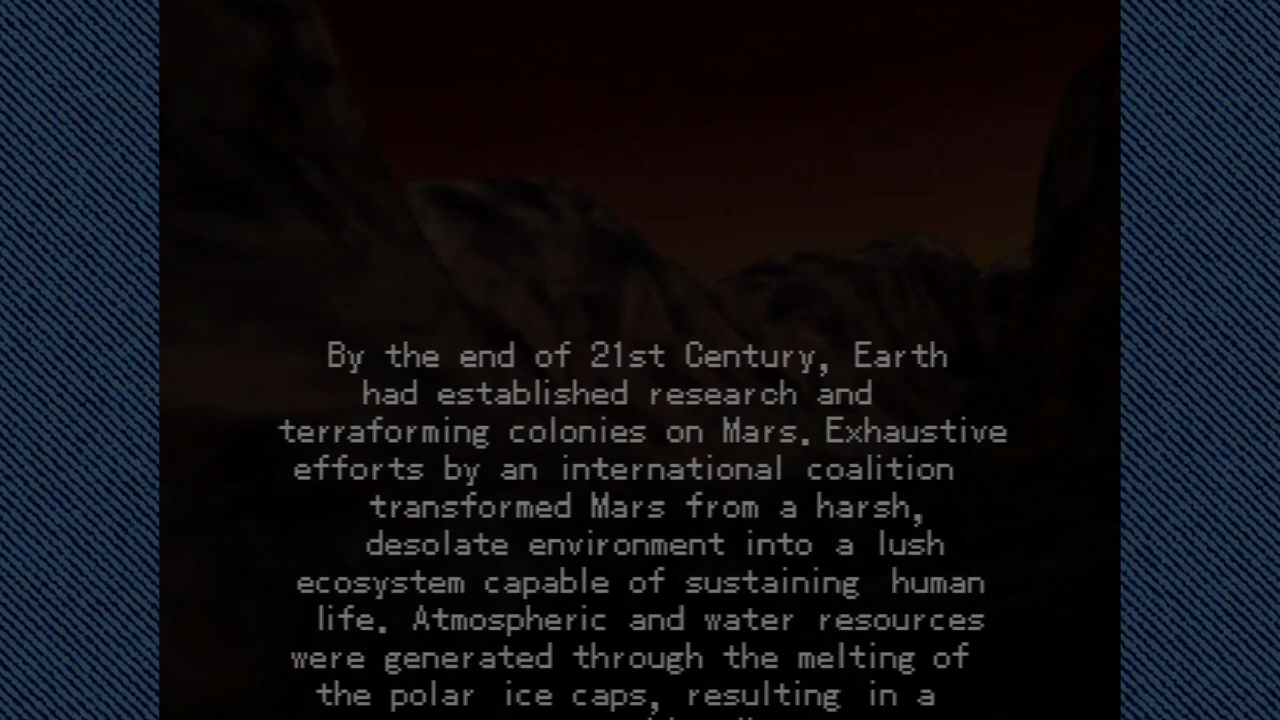 By the end of 21st Century, Earth
had established research and
terraforming colonies on Mars. Exhaustive
efforts by an international coalition
transformed Mars from a harsh,
desolate environment into a lush
ecosystem capable of sustaining human
life. Atmospheric and water resources
were generated through the melting of
the polar ice caps, resulting in a